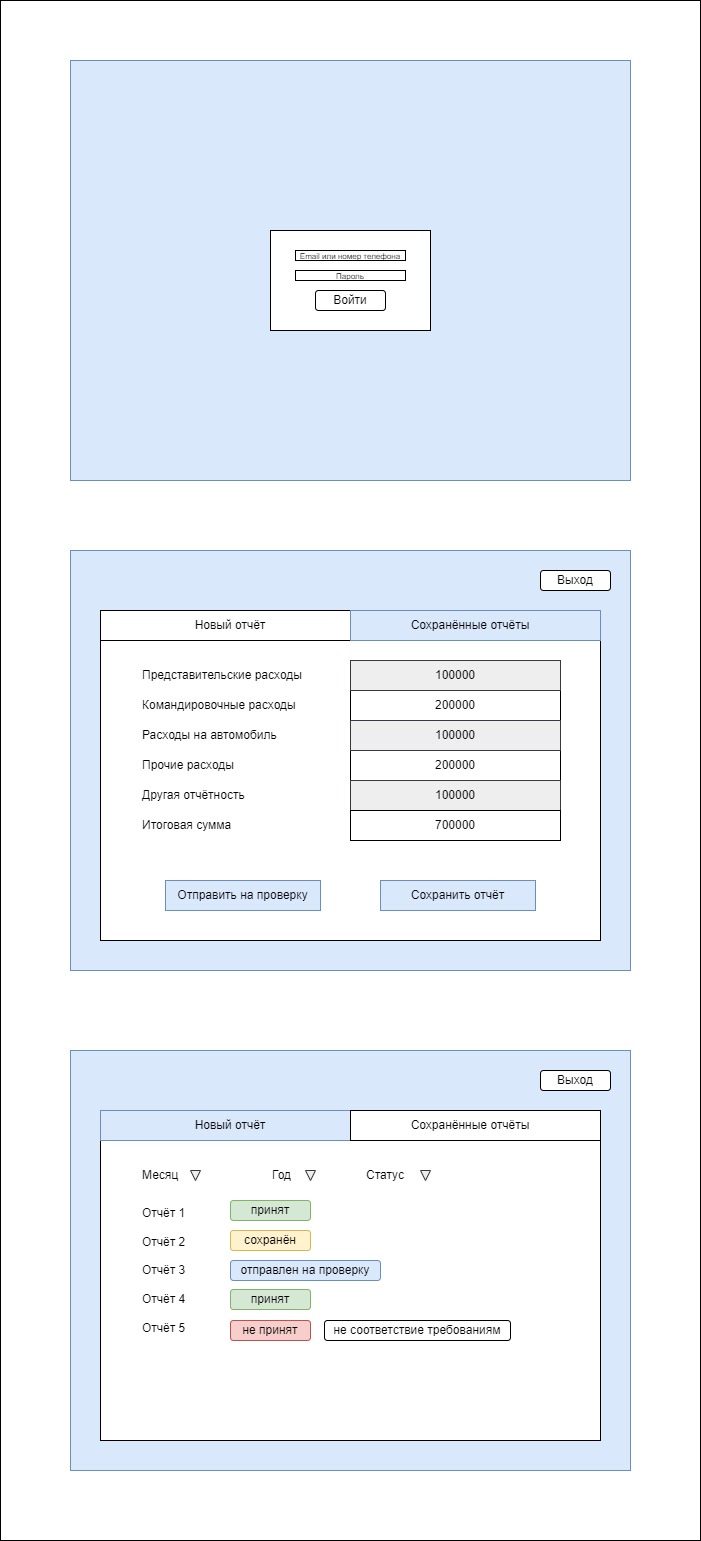 Email или номер телефона
Пароль
Войти
Выход
Новый отчёт Сохранённые отчёты
Представительские расходы 100000
Командировочные расходы 200000
Расходы на автомобиль 100000
Прочие расходы 200000
Другая отчётность 100000
Итоговая сумма 700000
Отправить на проверку Сохранить отчёт
Выход
Новый отчёт Сохранённые отчёты
Месяц Год Статус
Отчёт 1 принят
Отчёт 2 сохранён
Отчёт 3 отправлен на проверку
Отчёт 4 принят
Отчёт 5 не принят не соответствие требованиям